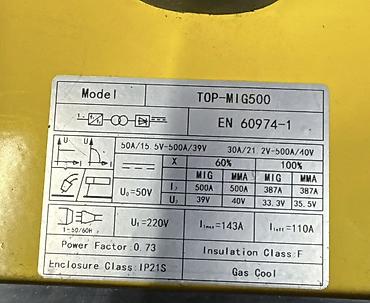 Model TOP-MIG500
EN 60974-1
50A/15.5V-500A/39V 30A/21.2V-500A/40V
X 60% 100%
MIG MMA MIG MMA
U₀=50V I₂ 500A 500A 387A 387A
U₂ 39V 40V 33.3V 35.5V
1~50/60H U₁=220V I₁max=143A I₁eff=110A
Power Factor:0.73 Insulation Class:F
Enclosure Class:IP21S Gas Cool